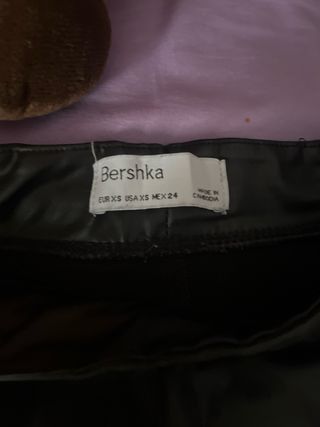 Bershka
EUR XS USA XS MEX 24
MADE IN
CAMBODIA